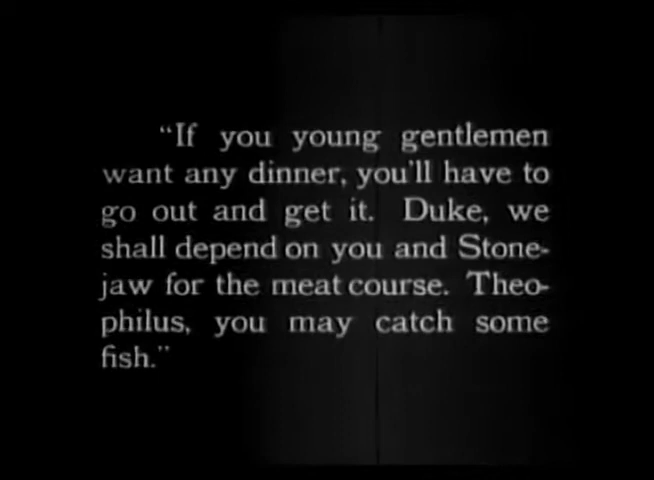 “If you young gentlemen
want any dinner, you'll have to
go out and get it. Duke, we
shall depend on you and Stone-
jaw for the meat course. Theo-
philus, you may catch some
fish.”